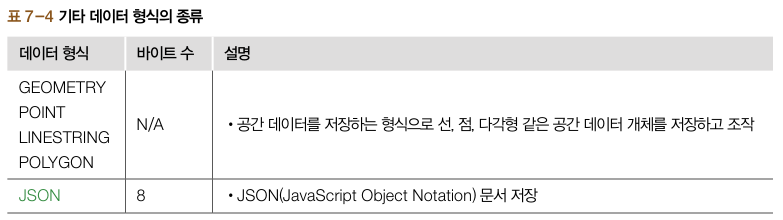 표 7-4 기타 데이터 형식의 종류
데이터 형식 바이트 수 설명
GEOMETRY
POINT
LINESTRING
POLYGON
N/A
•공간 데이터를 저장하는 형식으로 선, 점, 다각형 같은 공간 데이터 개체를 저장하고 조작
JSON 8 •JSON(JavaScript Object Notation) 문서 저장